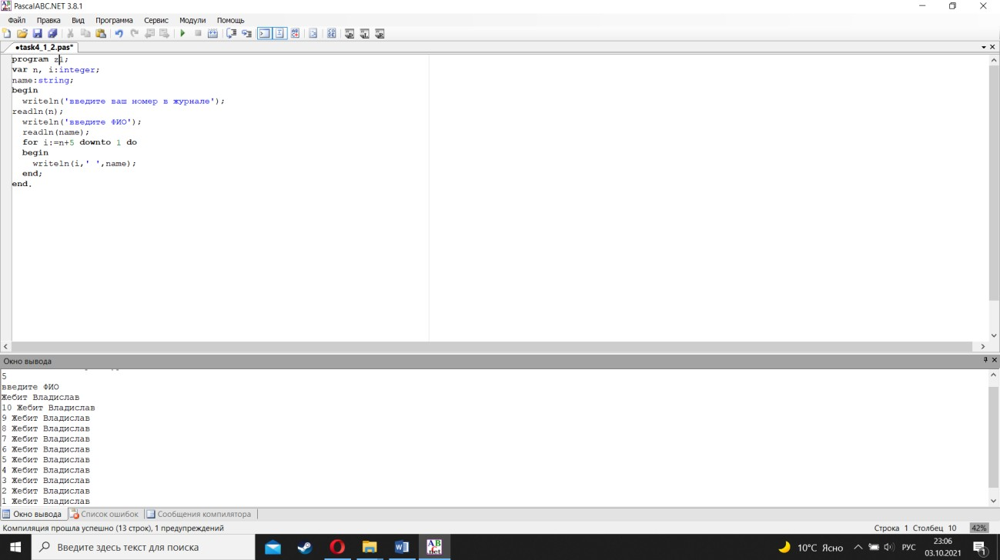 PascalABC.NET 3.8.1
Файл Правка Вид Программа Сервис Модули Помощь
•task4_1_2.pas*
program z1;
var n, i:integer;
name:string;
begin
writeln('введите ваш номер в журнале');
readln(n);
writeln('введите ФИО');
readln(name);
for i:=n+5 downto 1 do
begin
writeln(i,' ',name);
end;
end.
Окно вывода
5
введите ФИО
Жебит Владислав
10 Жебит Владислав
9 Жебит Владислав
8 Жебит Владислав
7 Жебит Владислав
6 Жебит Владислав
5 Жебит Владислав
4 Жебит Владислав
3 Жебит Владислав
2 Жебит Владислав
1 Жебит Владислав
Окно вывода Список ошибок Сообщения компилятора
Компиляция прошла успешно (13 строк), 1 предупреждений Строка 1 Столбец 10 42%
Введите здесь текст для поиска 10°C Ясно РУС 23:06
03.10.2021